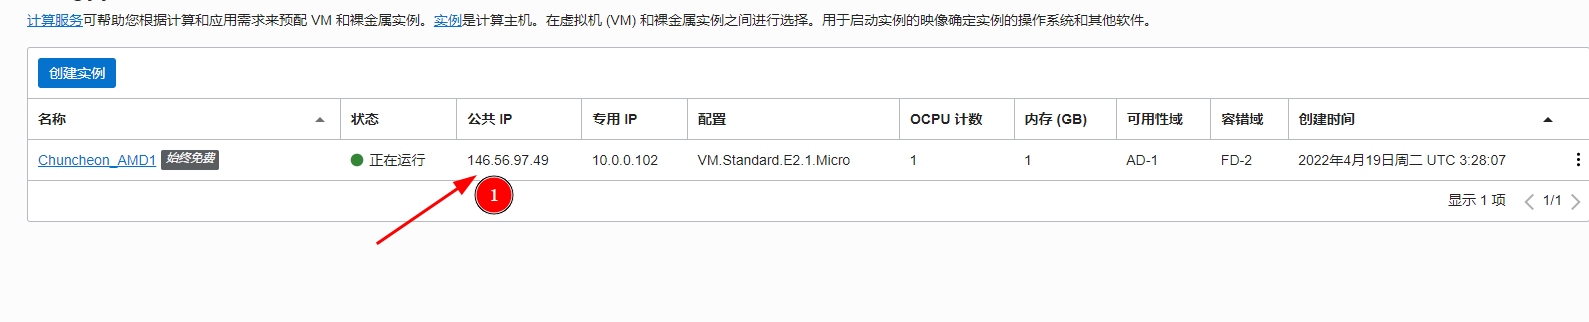 计算服务可帮助您根据计算和应用需求来预配 VM 和裸金属实例。实例是计算主机。在虚拟机 (VM) 和裸金属实例之间进行选择。用于启动实例的映像确定实例的操作系统和其他软件。
创建实例
名称 状态 公共 IP 专用 IP 配置 OCPU 计数 内存 (GB) 可用性域 容错域 创建时间
Chuncheon_AMD1 始终免费 正在运行 146.56.97.49 10.0.0.102 VM.Standard.E2.1.Micro 1 1 AD-1 FD-2 2022年4月19日周二 UTC 3:28:07
1
显示 1 项 1/1